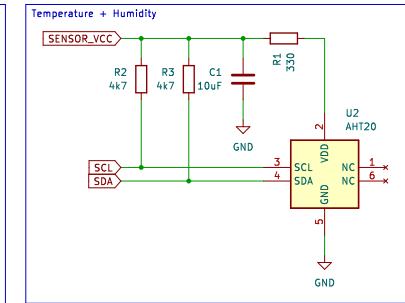 Temperature + Humidity
SENSOR_VCC
R2
4k7
R3
4k7
C1
10uF
R1
330
GND
U2
AHT20
2
VDD
SCL
SDA
3
4
SCL
SDA
NC
NC
1
6
GND
5
GND